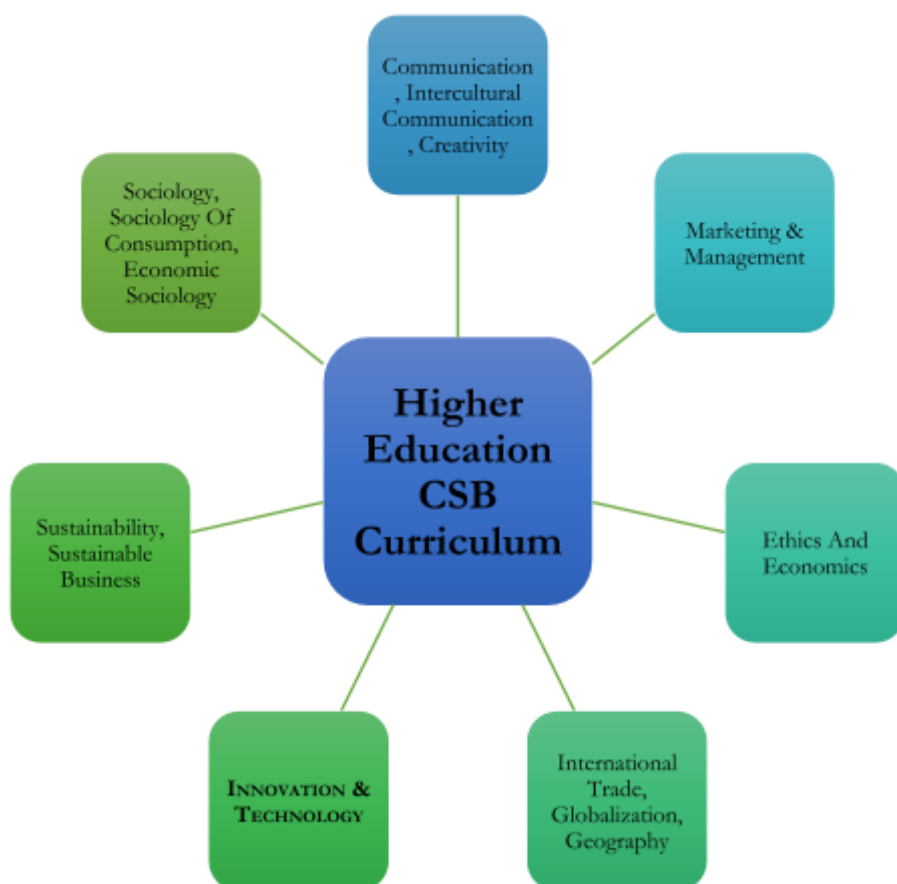 Communication
, Intercultural
Communication
, Creativity
Marketing &
Management
Ethics And
Economics
International
Trade,
Globalization,
Geography
INNOVATION &
TECHNOLOGY
Sustainability,
Sustainable
Business
Sociology,
Sociology Of
Consumption,
Economic
Sociology
Higher
Education
CSB
Curriculum